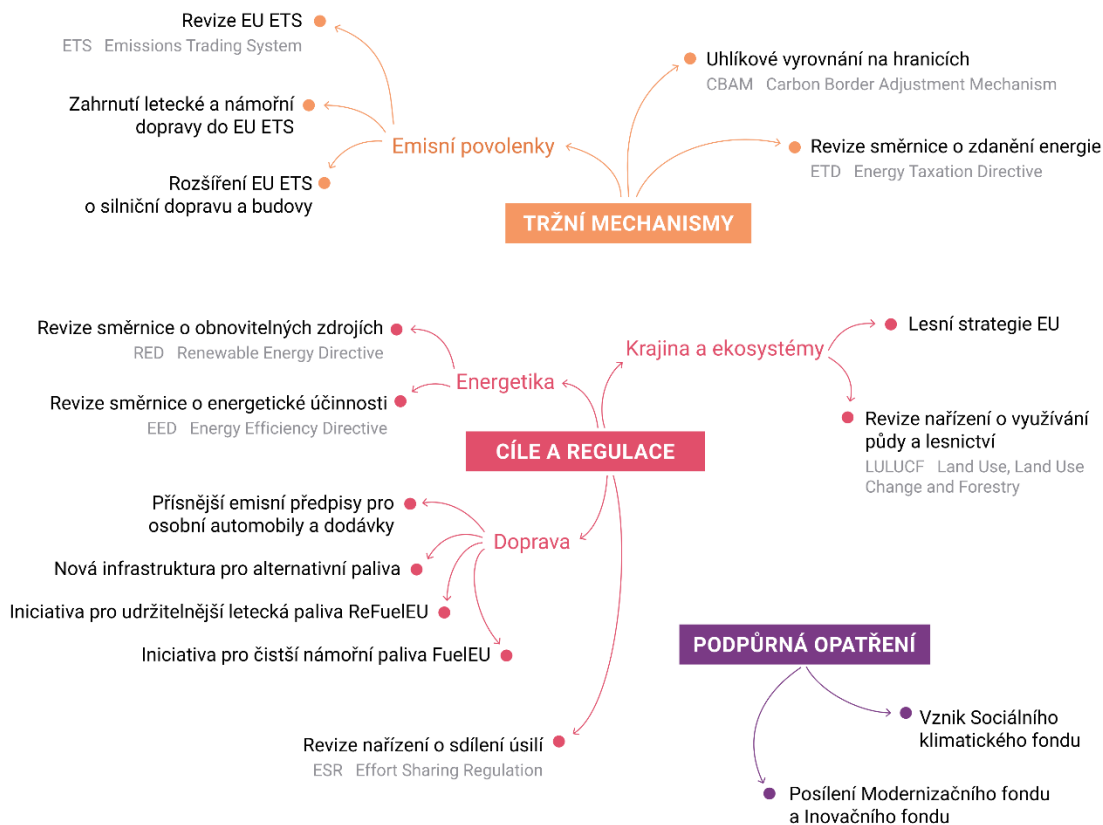 Revize EU ETS
ETS Emissions Trading System
Zahrnutí letecké a námořní
dopravy do EU ETS
Rozšíření EU ETS
o silniční dopravu a budovy
Emisní povolenky
Uhlíkové vyrovnání na hranicích
CBAM Carbon Border Adjustment Mechanism
Revize směrnice o zdanění energie
ETD Energy Taxation Directive
TRŽNÍ MECHANISMY
Revize směrnice o obnovitelných zdrojích
RED Renewable Energy Directive
Energetika
Revize směrnice o energetické účinnosti
EED Energy Efficiency Directive
Krajina a ekosystémy
Lesní strategie EU
Revize nařízení o využívání
půdy a lesnictví
LULUCF Land Use, Land Use
Change and Forestry
CÍLE A REGULACE
Přísnější emisní předpisy pro
osobní automobily a dodávky
Doprava
Nová infrastruktura pro alternativní paliva
Iniciativa pro udržitelnější letecká paliva ReFuelEU
Iniciativa pro čistší námořní paliva FuelEU
Revize nařízení o sdílení úsilí
ESR Effort Sharing Regulation
PODPŮRNÁ OPATŘENÍ
Vznik Sociálního
klimatického fondu
Posílení Modernizačního fondu
a Inovačního fondu